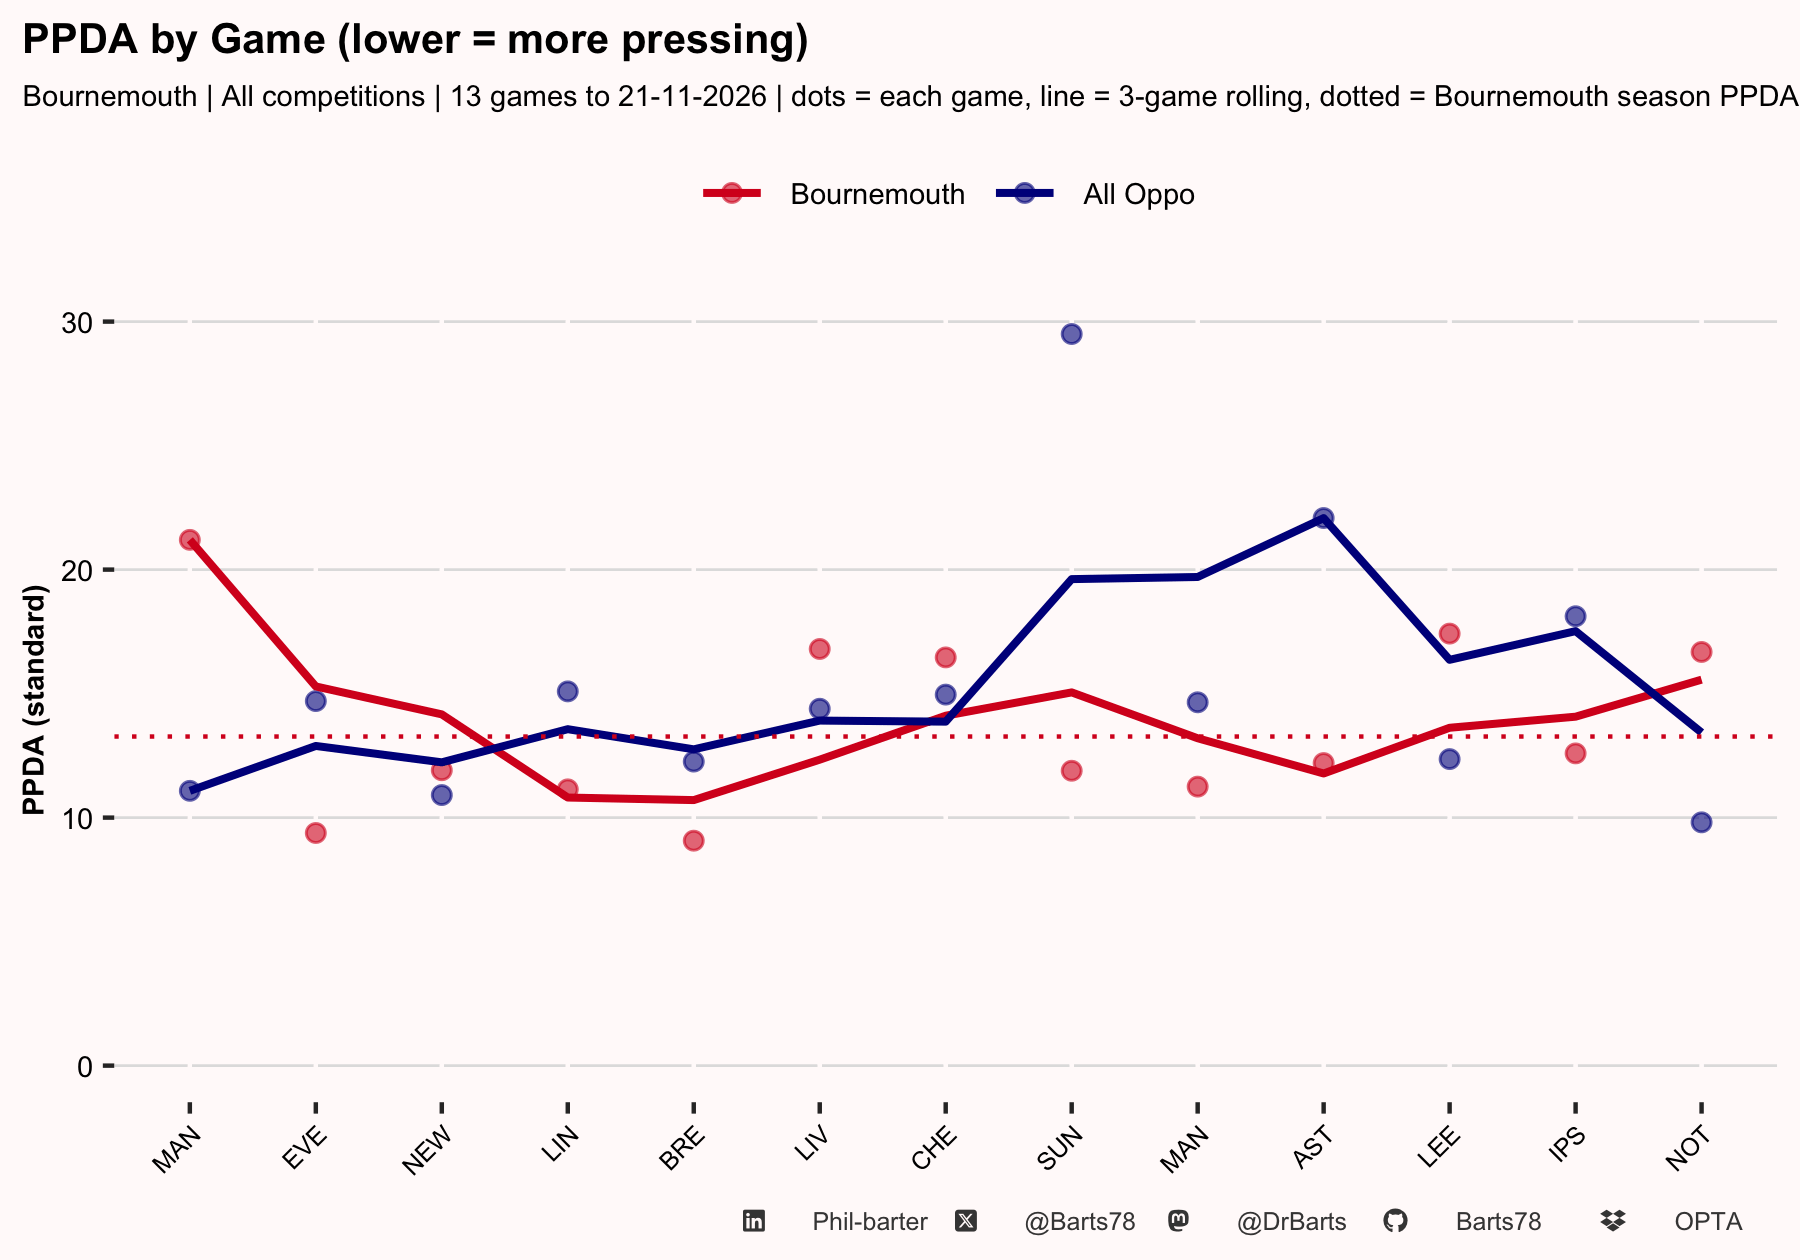 PPDA by Game (lower = more pressing)
Bournemouth | All competitions | 13 games to 21-11-2026 | dots = each game, line = 3-game rolling, dotted = Bournemouth season PPDA
Bournemouth All Oppo
30
20
10
0
PPDA (standard)
MAN EVE NEW LIN BRE LIV CHE SUN MAN AST LEE IPS NOT
Phil-barter @Barts78 @DrBarts Barts78 OPTA